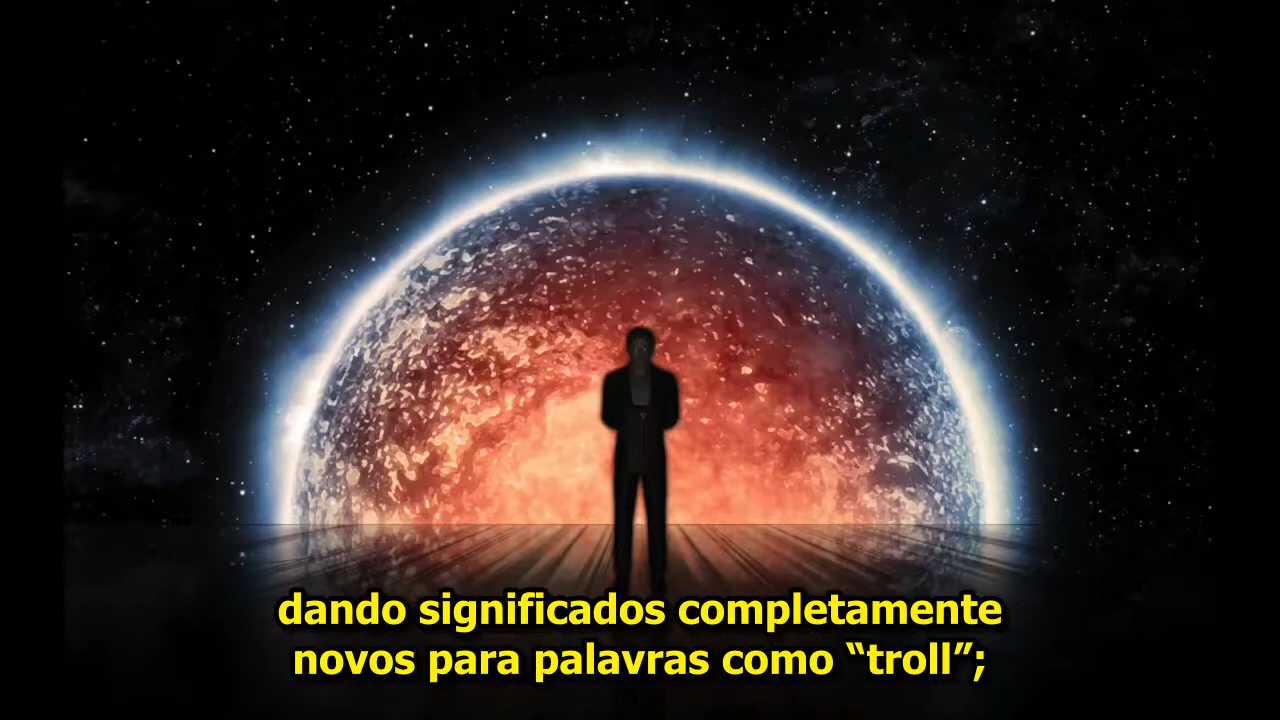 dando significados completamente
novos para palavras como “troll”;